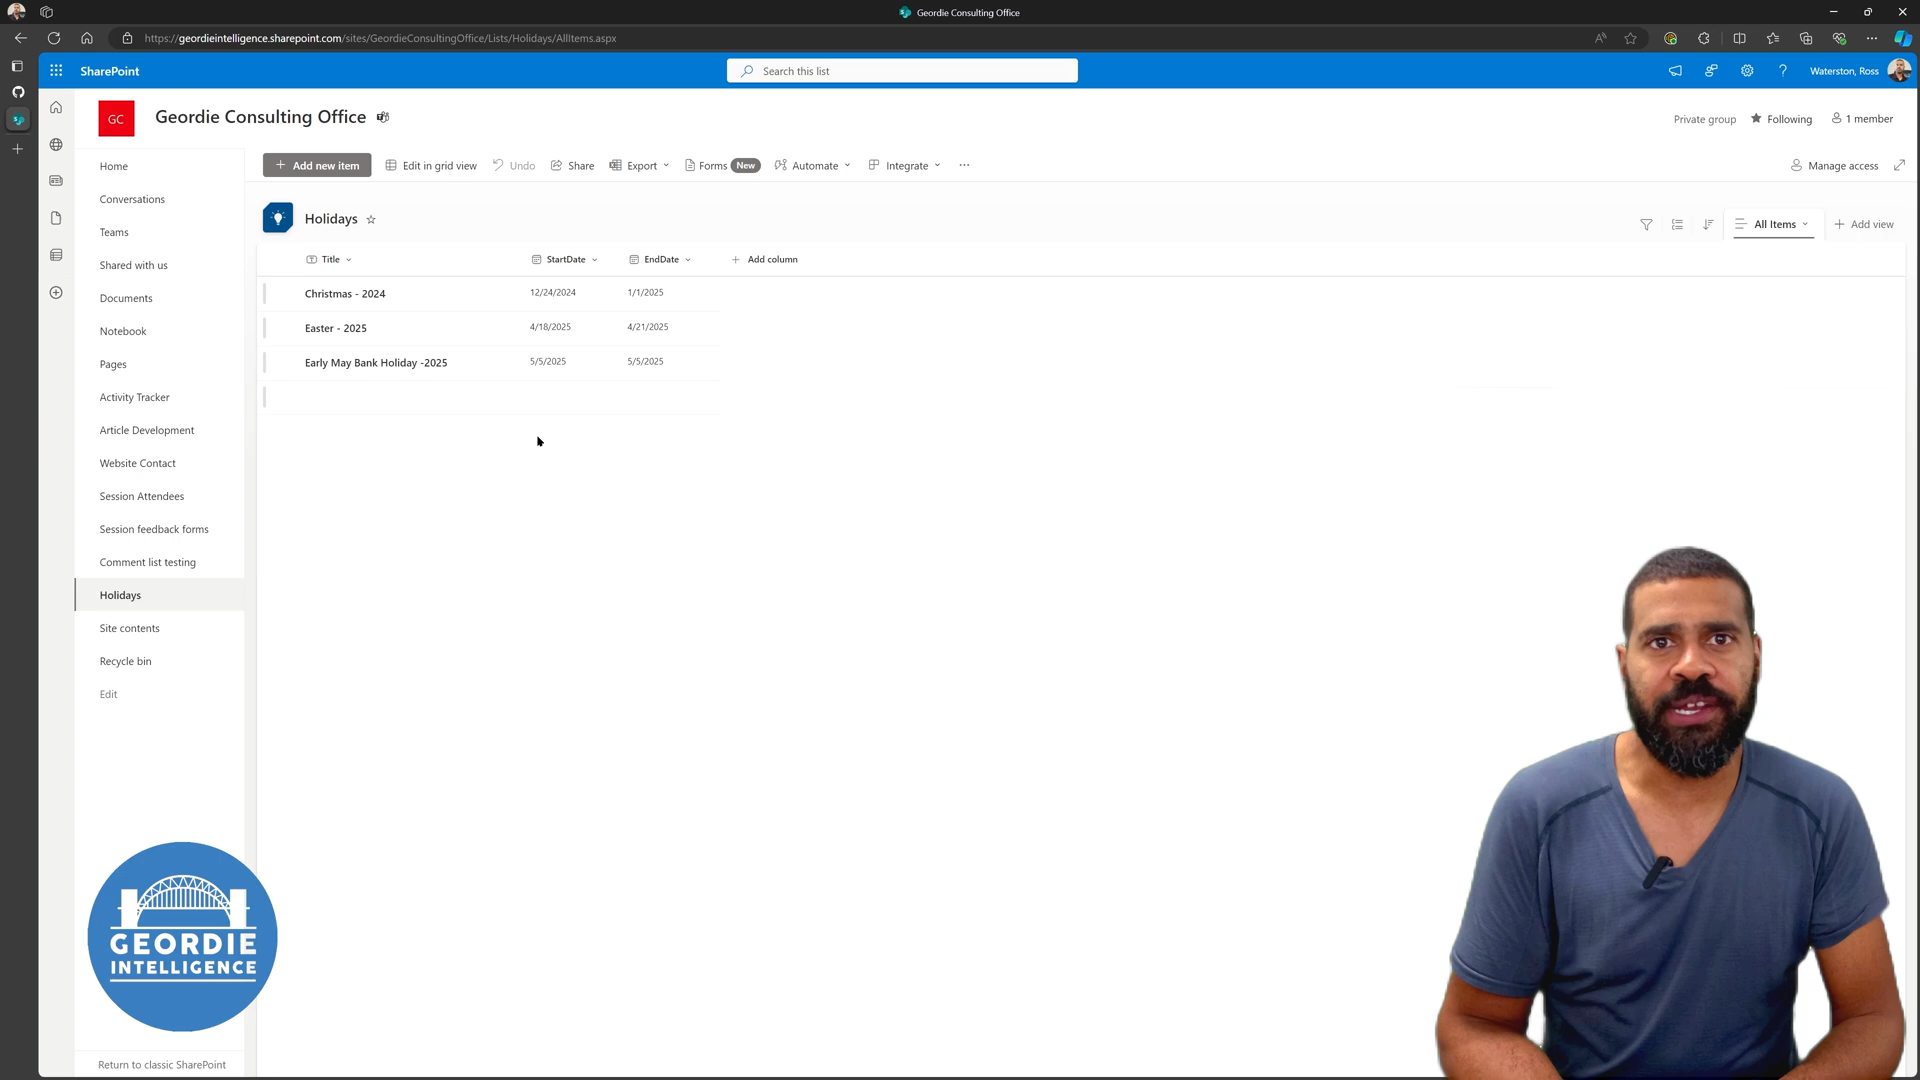 Geordie Consulting Office
https://geordieintelligence.sharepoint.com/sites/GeordieConsultingOffice/Lists/Holidays/AllItems.aspx
SharePoint
Search this list
Waterston, Ross
GC
Geordie Consulting Office
Private group
Following
1 member
Home
Conversations
Teams
Shared with us
Documents
Notebook
Pages
Activity Tracker
Article Development
Website Contact
Session Attendees
Session feedback forms
Comment list testing
Holidays
Site contents
Recycle bin
Edit
Return to classic SharePoint
+ Add new item
Edit in grid view
Undo
Share
Export
Forms New
Automate
Integrate
Manage access
Holidays
All Items
+ Add view
Title StartDate EndDate + Add column
Christmas - 2024 12/24/2024 1/1/2025
Easter - 2025 4/18/2025 4/21/2025
Early May Bank Holiday -2025 5/5/2025 5/5/2025
GEORDIE
INTELLIGENCE